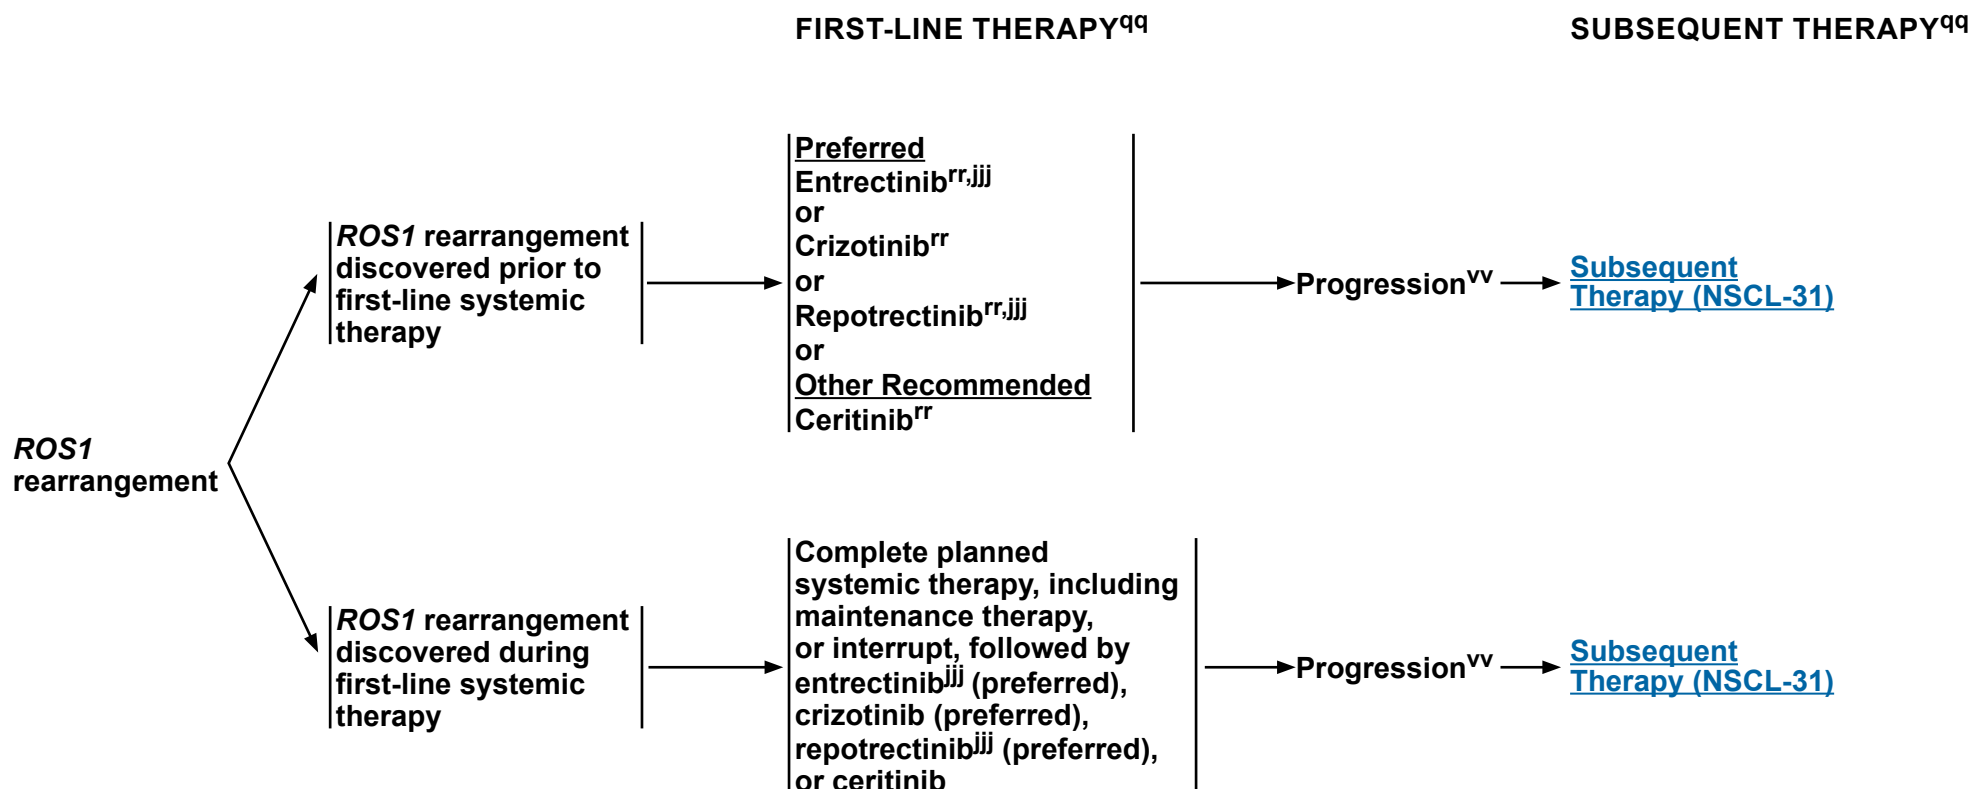 FIRST-LINE THERAPYqq
SUBSEQUENT THERAPYqq
ROS1
rearrangement
ROS1 rearrangement
discovered prior to
first-line systemic
therapy
Preferred
Entrectinibrr,jjj
or
Crizotinibrr
or
Repotrectinibrr,jjj
or
Other Recommended
Ceritinibrr
Progressionvv
Subsequent
Therapy (NSCL-31)
ROS1 rearrangement
discovered during
first-line systemic
therapy
Complete planned
systemic therapy, including
maintenance therapy,
or interrupt, followed by
entrectinibjjj (preferred),
crizotinib (preferred),
repotrectinibjjj (preferred),
or ceritinib
Progressionvv
Subsequent
Therapy (NSCL-31)